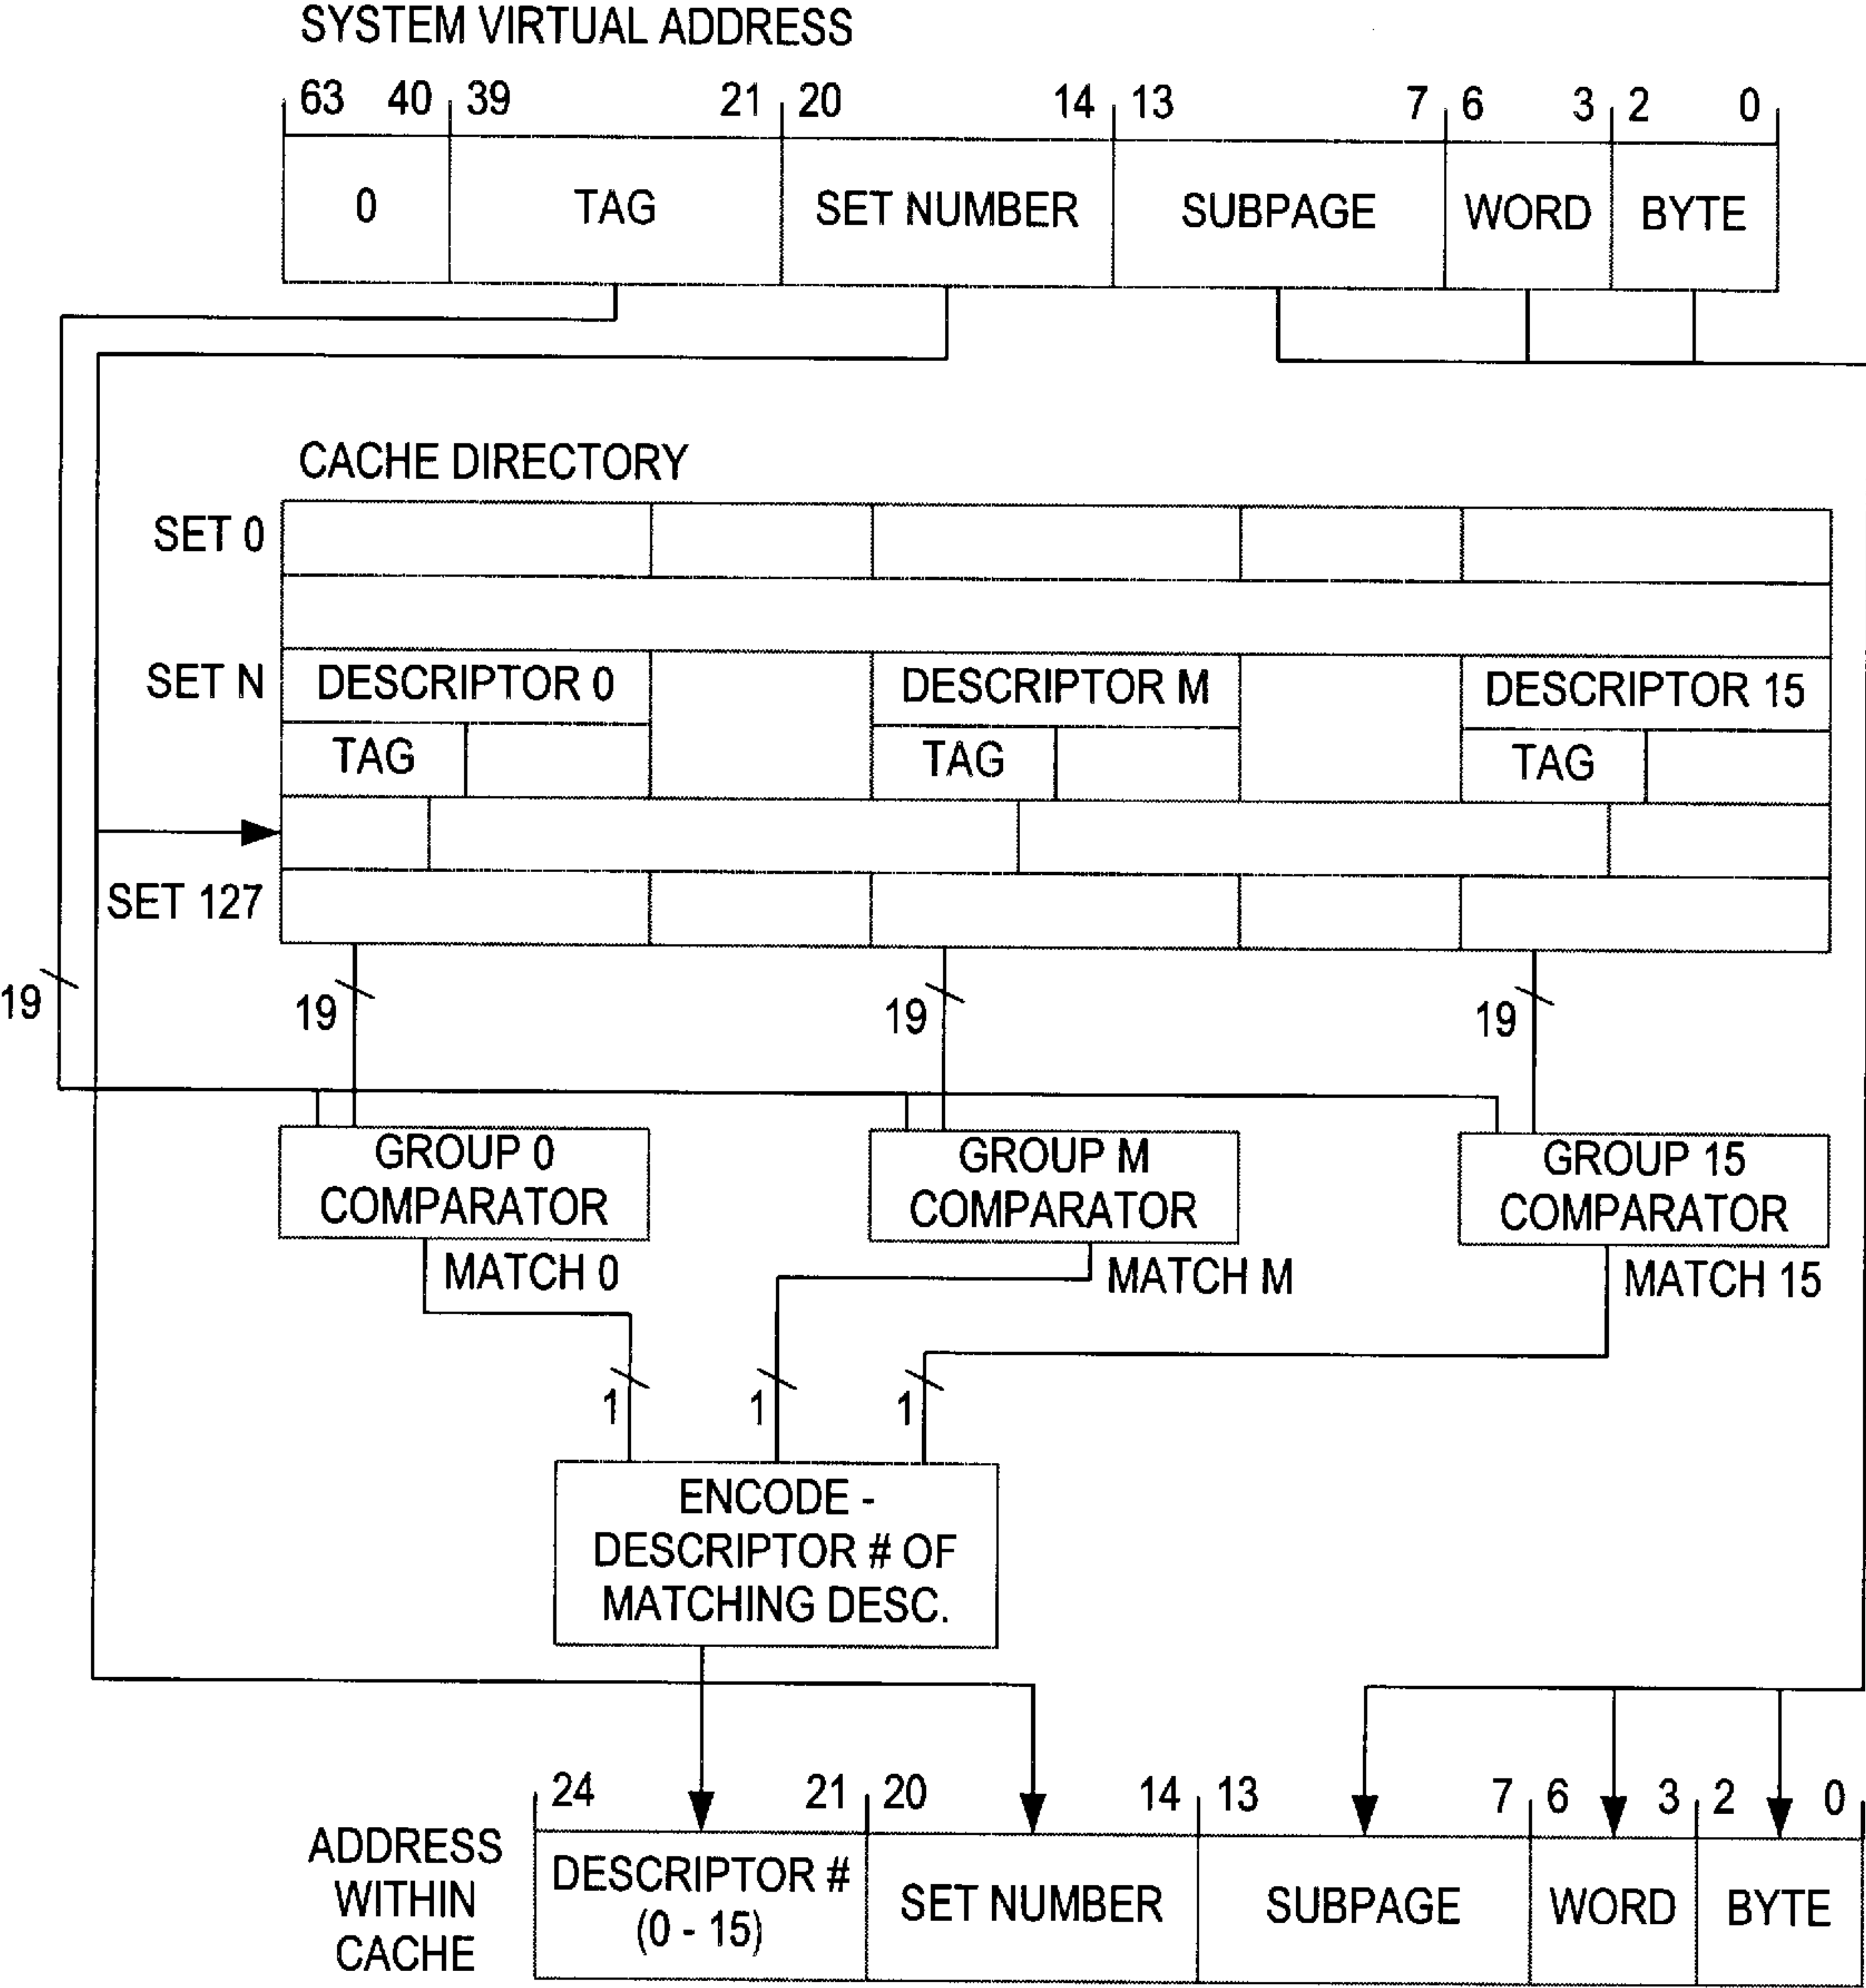 SYSTEM VIRTUAL ADDRESS
63 40 39 21 20 14 13 7 6 3 2 0
0 TAG SET NUMBER SUBPAGE WORD BYTE
CACHE DIRECTORY
SET 0
SET N DESCRIPTOR 0 DESCRIPTOR M DESCRIPTOR 15
TAG TAG TAG
SET 127
19 19 19 19
GROUP 0 GROUP M GROUP 15
COMPARATOR COMPARATOR COMPARATOR
MATCH 0 MATCH M MATCH 15
1 1 1
ENCODE -
DESCRIPTOR # OF
MATCHING DESC.
24 21 20 14 13 7 6 3 2 0
ADDRESS
WITHIN
CACHE
DESCRIPTOR #
(0 - 15)
SET NUMBER SUBPAGE WORD BYTE